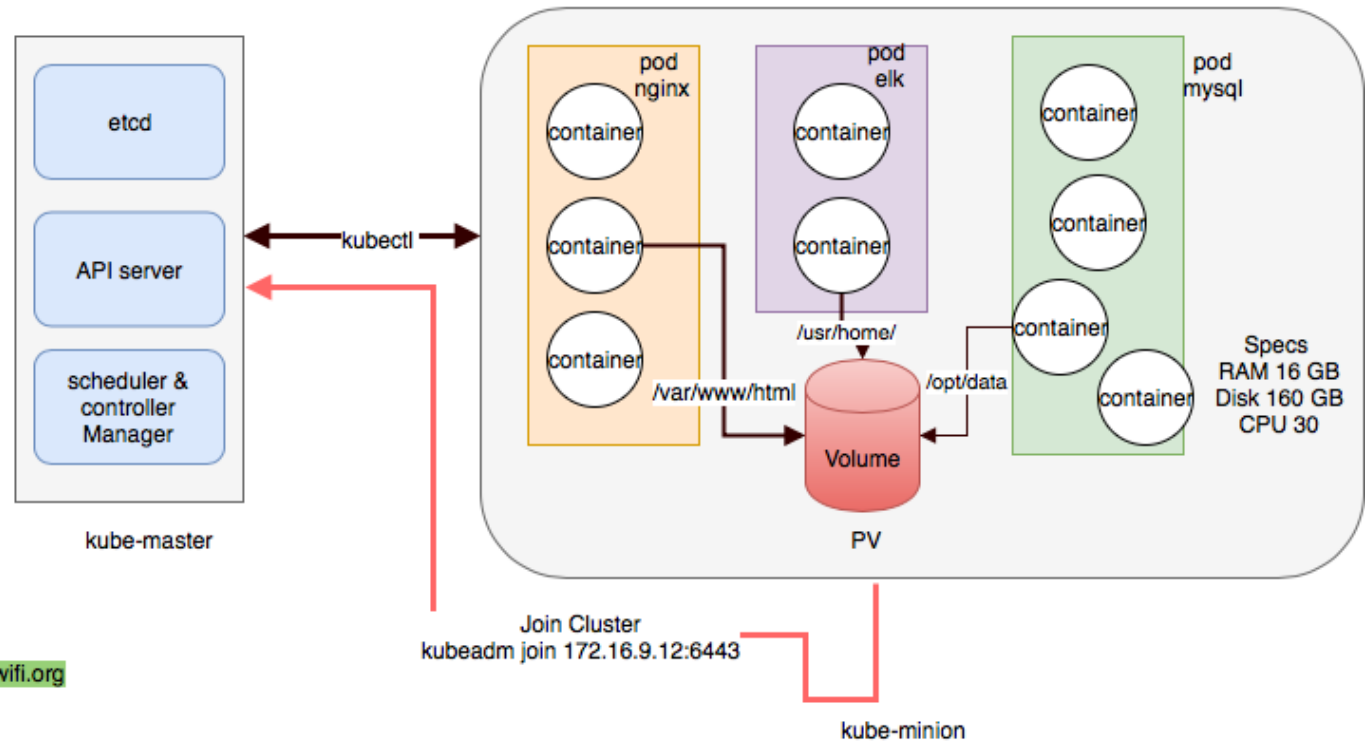 etcd
API server
scheduler &
controller
Manager
kube-master
kubectl
pod
nginx
container
container
container
/var/www/html
pod
elk
container
container
/usr/home/
pod
mysql
container
container
container
container
/opt/data
Volume
PV
Specs
RAM 16 GB
Disk 160 GB
CPU 30
Join Cluster
kubeadm join 172.16.9.12:6443
wifi.org
kube-minion